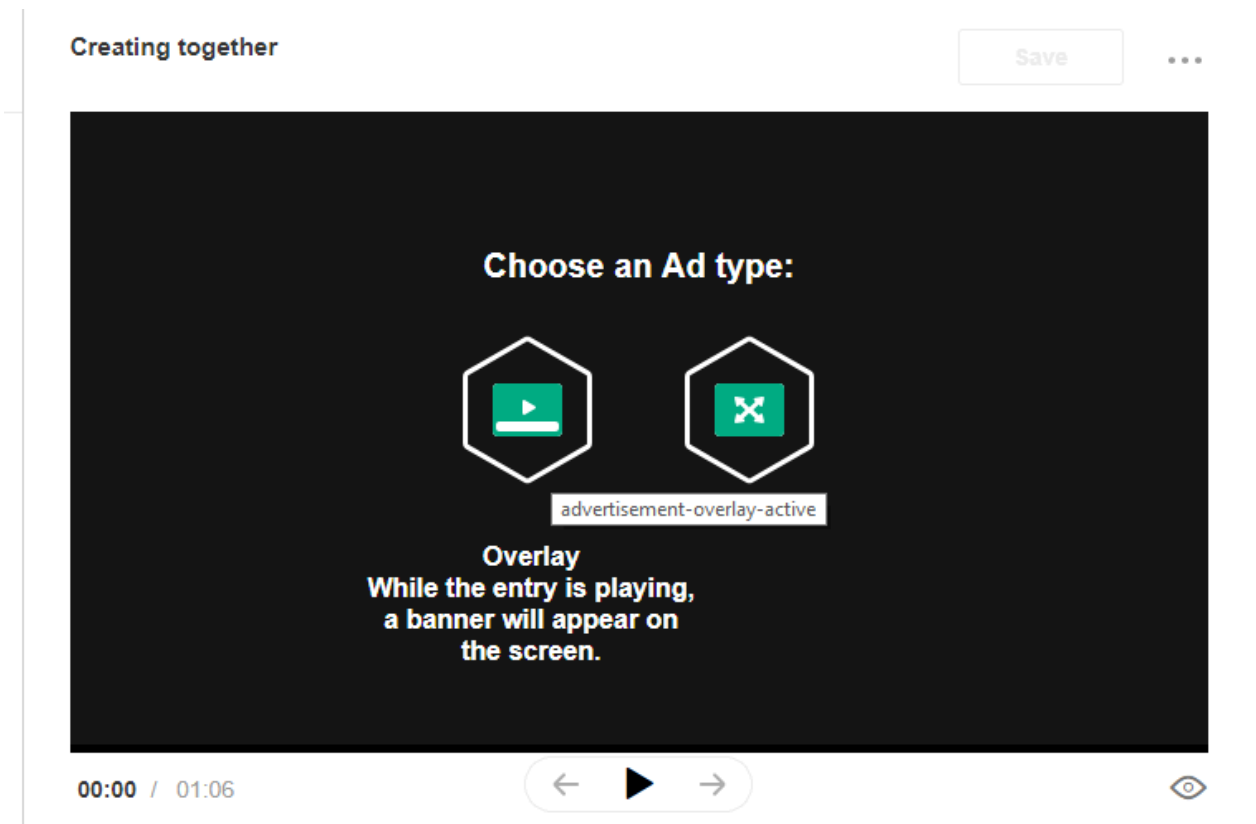 Creating together
Save
Choose an Ad type:
advertisement-overlay-active
Overlay
While the entry is playing,
a banner will appear on
the screen.
00:00 / 01:06